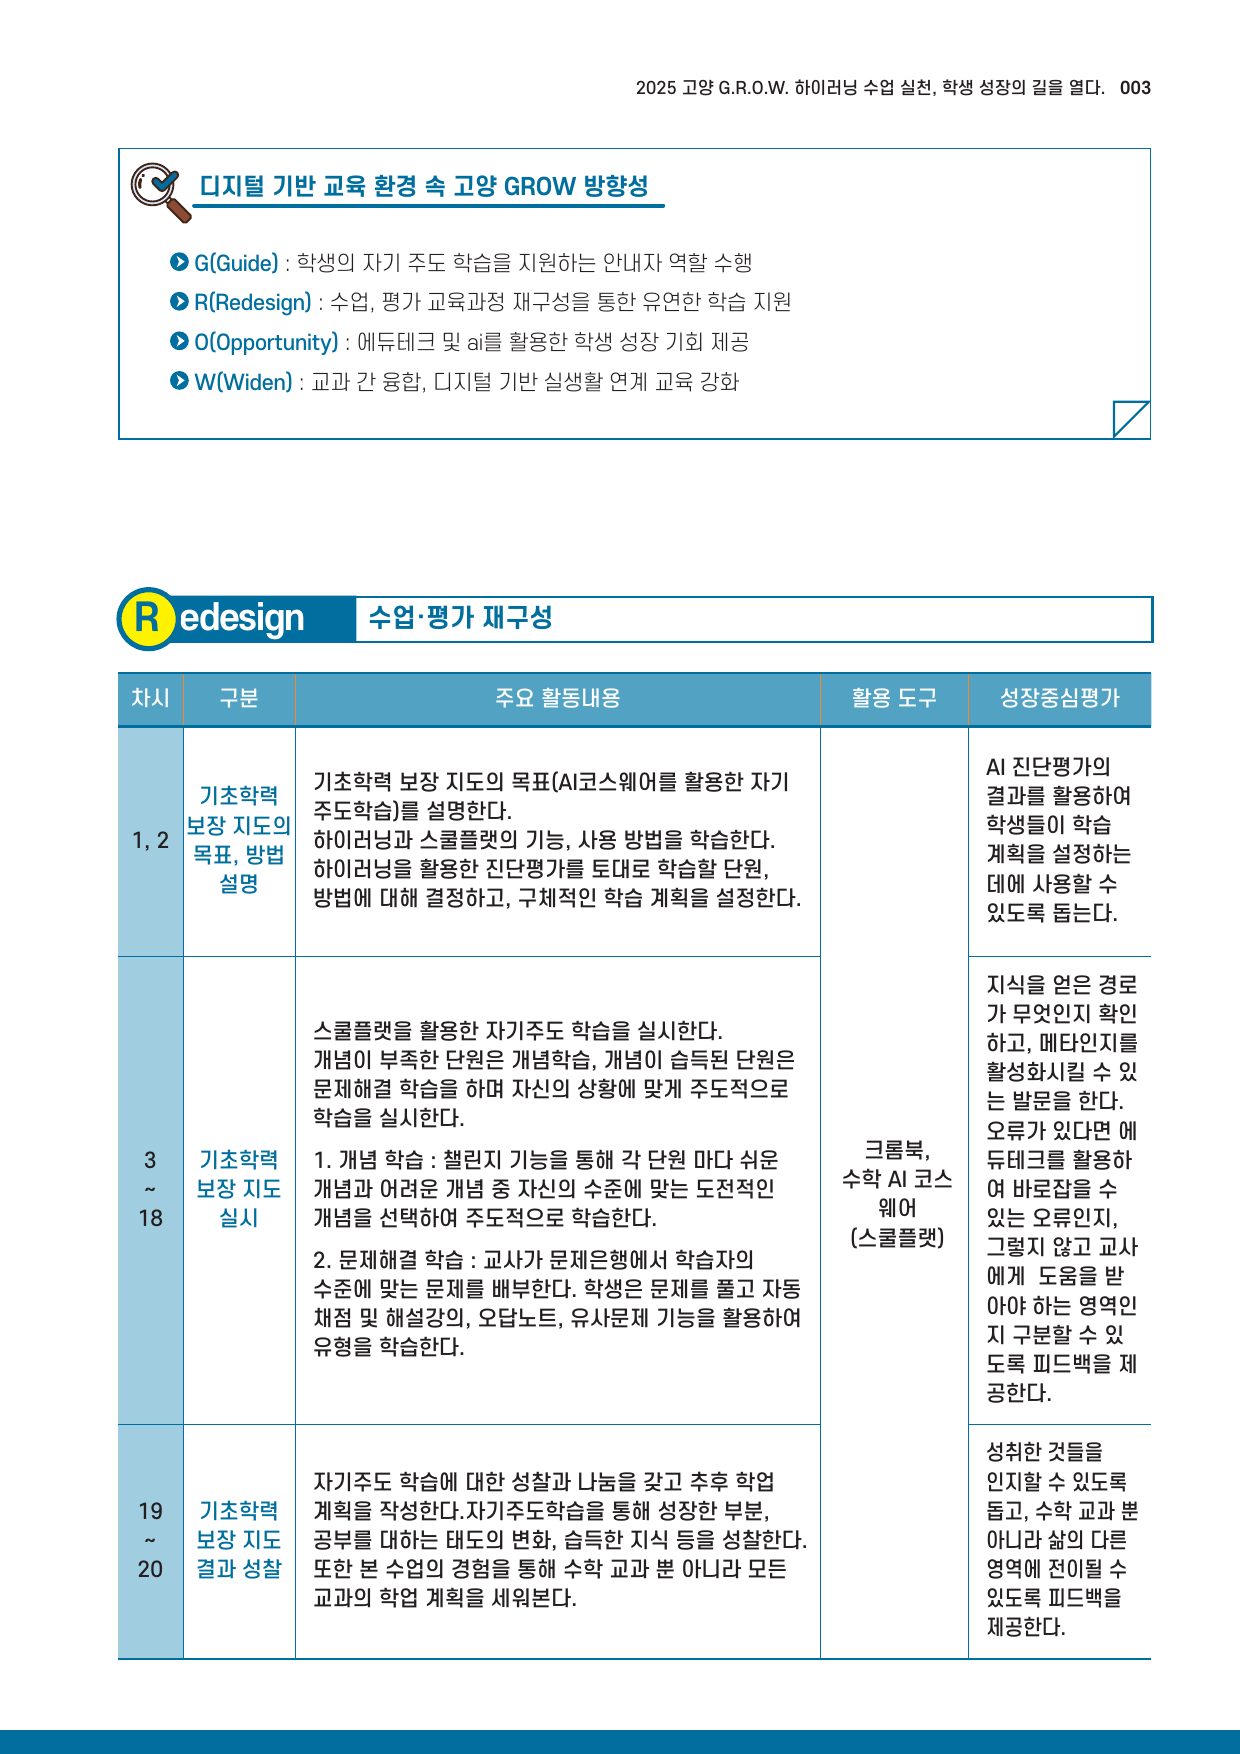 2025 고양 G.R.O.W. 하이러닝 수업 실천, 학생 성장의 길을 열다. 003
디지털 기반 교육 환경 속 고양 GROW 방향성
G(Guide) : 학생의 자기 주도 학습을 지원하는 안내자 역할 수행
R(Redesign) : 수업, 평가 교육과정 재구성을 통한 유연한 학습 지원
O(Opportunity) : 에듀테크 및 ai를 활용한 학생 성장 기회 제공
W(Widen) : 교과 간 융합, 디지털 기반 실생활 연계 교육 강화
Redesign 수업·평가 재구성
차시 구분 주요 활동내용 활용 도구 성장중심평가
1, 2
기초학력
보장 지도의
목표, 방법
설명
기초학력 보장 지도의 목표(AI코스웨어를 활용한 자기
주도학습)를 설명한다.
하이러닝과 스쿨플랫의 기능, 사용 방법을 학습한다.
하이러닝을 활용한 진단평가를 토대로 학습할 단원,
방법에 대해 결정하고, 구체적인 학습 계획을 설정한다.
AI 진단평가의
결과를 활용하여
학생들이 학습
계획을 설정하는
데에 사용할 수
있도록 돕는다.
3
~
18
기초학력
보장 지도
실시
스쿨플랫을 활용한 자기주도 학습을 실시한다.
개념이 부족한 단원은 개념학습, 개념이 습득된 단원은
문제해결 학습을 하며 자신의 상황에 맞게 주도적으로
학습을 실시한다.
1. 개념 학습 : 챌린지 기능을 통해 각 단원 마다 쉬운
개념과 어려운 개념 중 자신의 수준에 맞는 도전적인
개념을 선택하여 주도적으로 학습한다.
2. 문제해결 학습 : 교사가 문제은행에서 학습자의
수준에 맞는 문제를 배부한다. 학생은 문제를 풀고 자동
채점 및 해설강의, 오답노트, 유사문제 기능을 활용하여
유형을 학습한다.
크롬북,
수학 AI 코스
웨어
(스쿨플랫)
지식을 얻은 경로
가 무엇인지 확인
하고, 메타인지를
활성화시킬 수 있
는 발문을 한다.
오류가 있다면 에
듀테크를 활용하
여 바로잡을 수
있는 오류인지,
그렇지 않고 교사
에게 도움을 받
아야 하는 영역인
지 구분할 수 있
도록 피드백을 제
공한다.
19
~
20
기초학력
보장 지도
결과 성찰
자기주도 학습에 대한 성찰과 나눔을 갖고 추후 학업
계획을 작성한다.자기주도학습을 통해 성장한 부분,
공부를 대하는 태도의 변화, 습득한 지식 등을 성찰한다.
또한 본 수업의 경험을 통해 수학 교과 뿐 아니라 모든
교과의 학업 계획을 세워본다.
성취한 것들을
인지할 수 있도록
돕고, 수학 교과 뿐
아니라 삶의 다른
영역에 전이될 수
있도록 피드백을
제공한다.